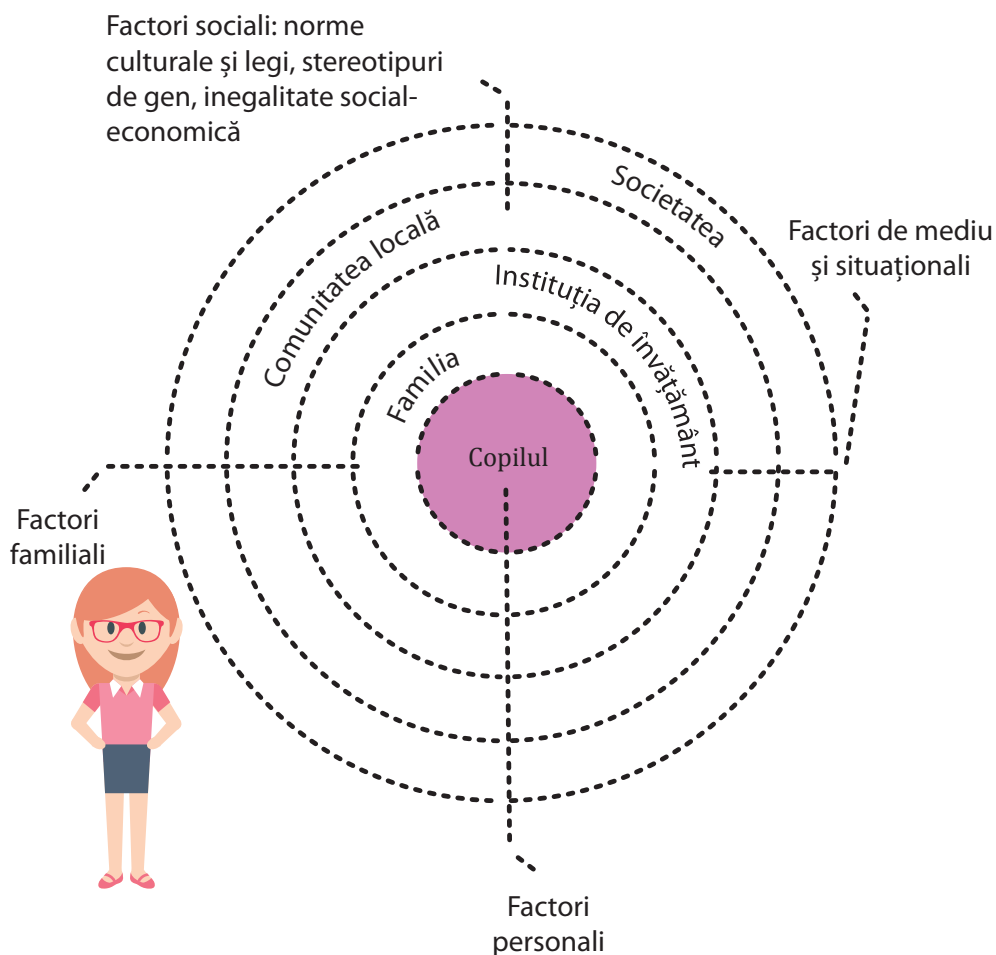 Factori sociali: norme
culturale și legi, stereotipuri
de gen, inegalitate social-
economică
Societatea
Comunitatea locală
Factori de mediu
și situaționali
Instituția de învățământ
Familia
Copilul
Factori
familiali
Factori
personali